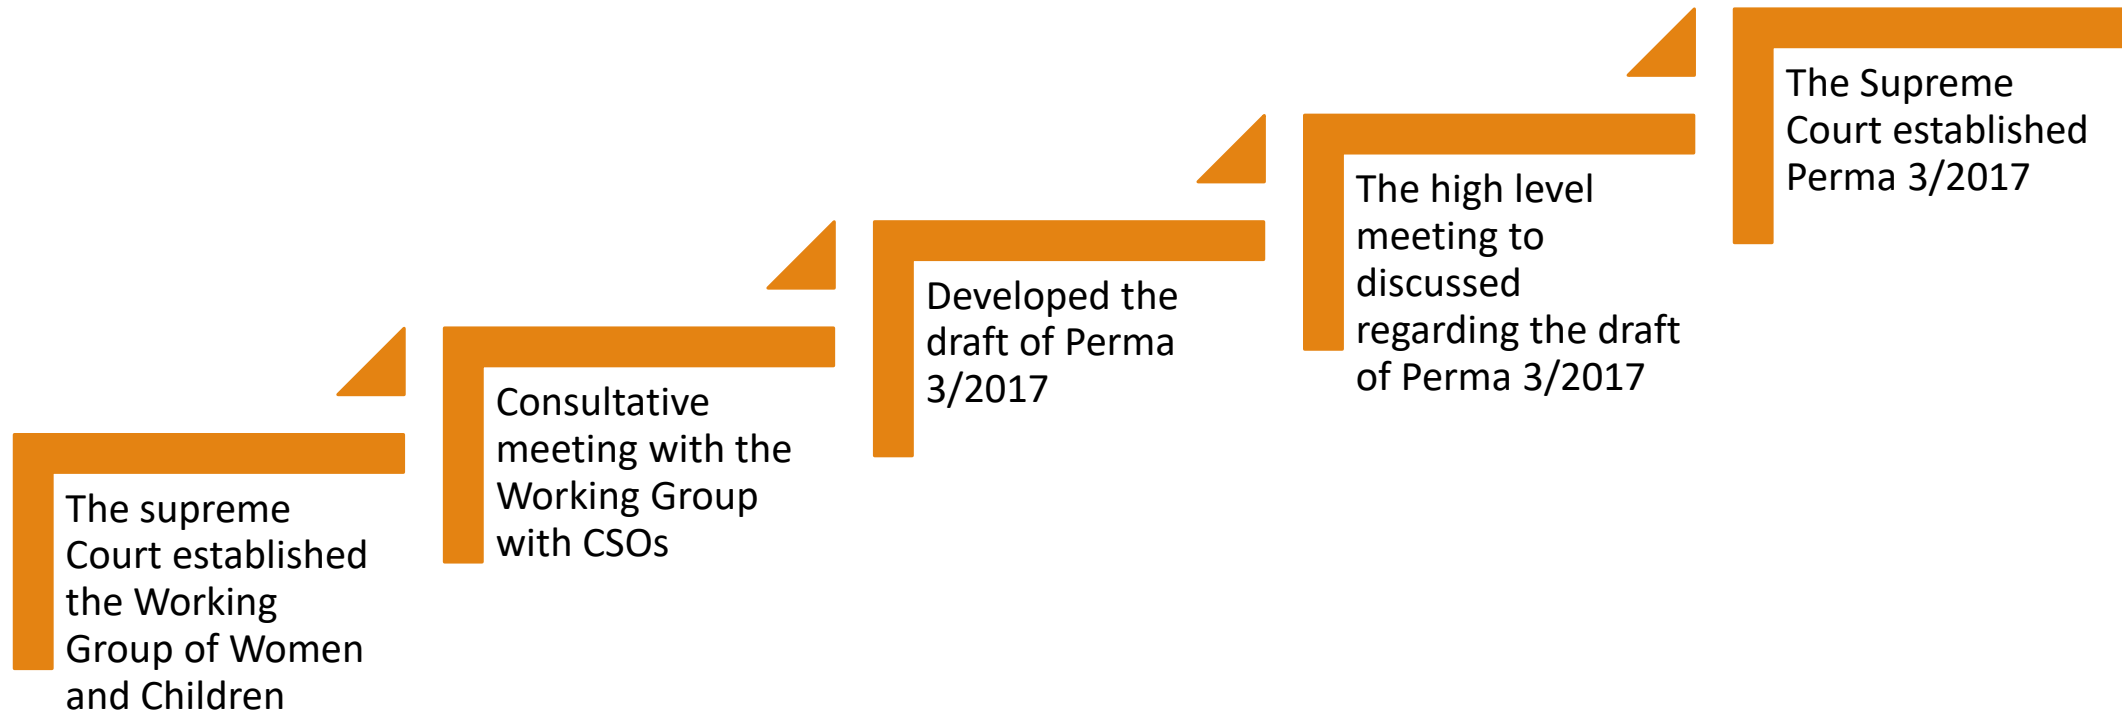 The supreme
Court established
the Working
Group of Women
and Children
Consultative
meeting with the
Working Group
with CSOs
Developed the
draft of Perma
3/2017
The high level
meeting to
discussed
regarding the draft
of Perma 3/2017
The Supreme
Court established
Perma 3/2017